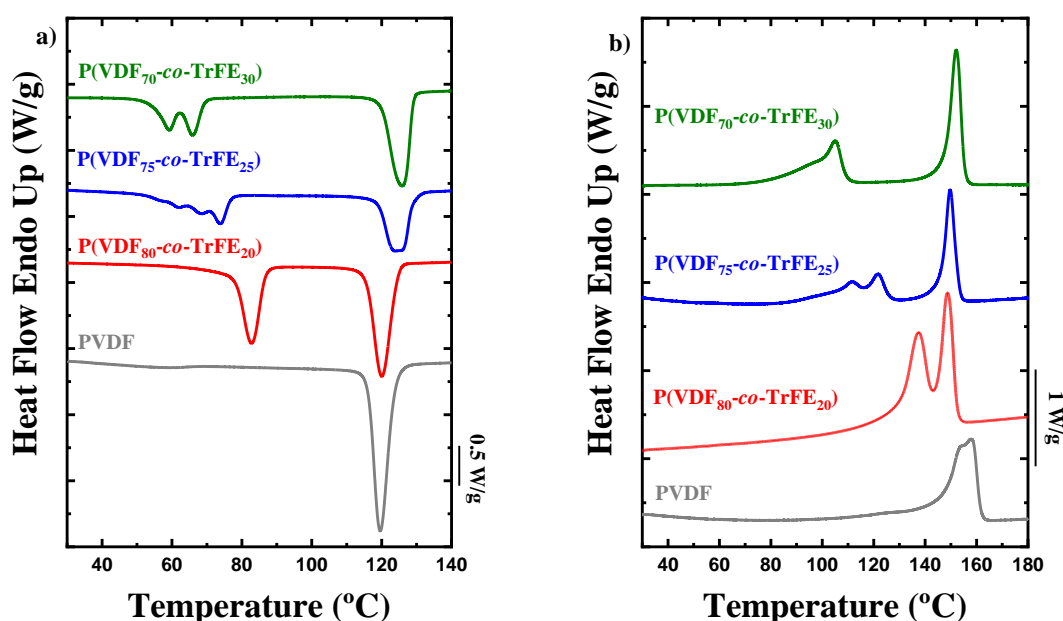 a)
P(VDF₇₀-co-TrFE₃₀)
P(VDF₇₅-co-TrFE₂₅)
P(VDF₈₀-co-TrFE₂₀)
PVDF
0.5 W/g
Heat Flow Endo Up (W/g)
40 60 80 100 120 140
Temperature (ºC)
b)
P(VDF₇₀-co-TrFE₃₀)
P(VDF₇₅-co-TrFE₂₅)
P(VDF₈₀-co-TrFE₂₀)
PVDF
1W/g
Heat Flow Endo Up (W/g)
40 60 80 100 120 140 160 180
Temperature (ºC)